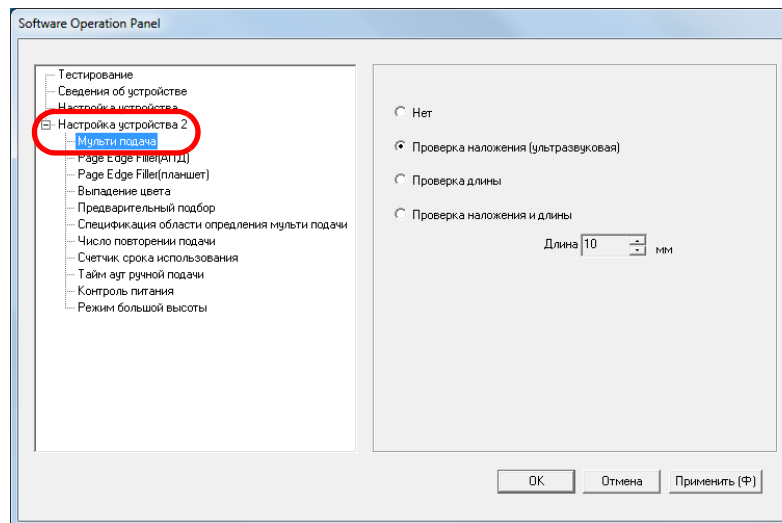 Software Operation Panel
Тестирование
Сведения об устройстве
Настройка устройства
Настройка устройства 2
Мульти подача
Page Edge Filler(АПД)
Page Edge Filler(планшет)
Выпадение цвета
Предварительный подбор
Спецификация области опредления мульти подачи
Число повторении подачи
Счетчик срока использования
Тайм аут ручной подачи
Контроль питания
Режим большой высоты
Нет
Проверка наложения (ультразвуковая)
Проверка длины
Проверка наложения и длины
Длина 10 мм
OK Отмена Применить (Ф)